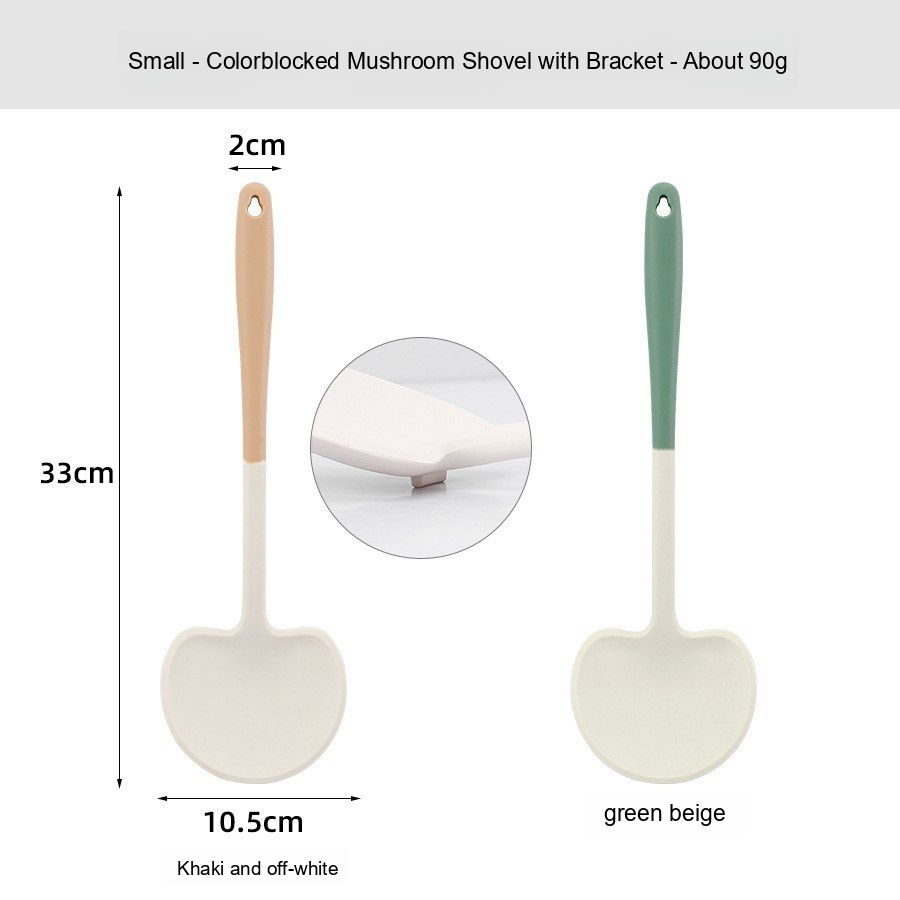 Small - Colorblocked Mushroom Shovel with Bracket - About 90g
2cm
33cm
10.5cm
green beige
Khaki and off-white